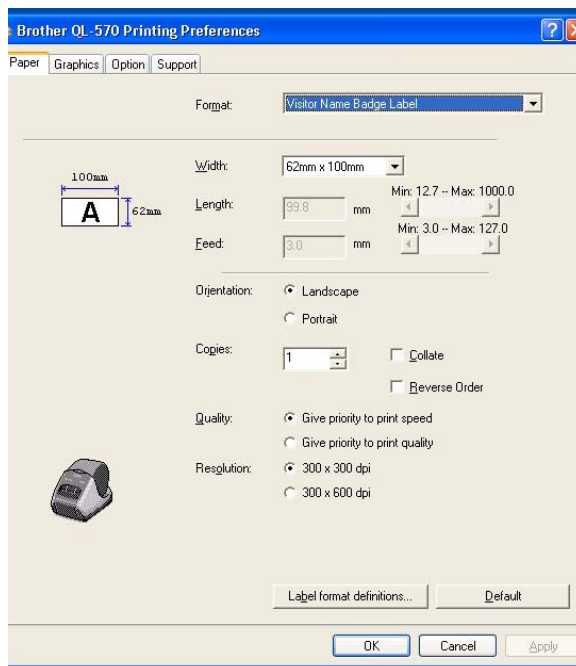 Brother QL-570 Printing Preferences
Paper Graphics Option Support
Format: Visitor Name Badge Label
Width: 62mm x 100mm
100mm
A 62mm
Min: 12.7 -- Max: 1000.0
Length: 99.8 mm
Min: 3.0 -- Max: 127.0
Feed: 3.0 mm
Orientation: Landscape
Portrait
Copies: 1 Collate
Reverse Order
Quality: Give priority to print speed
Give priority to print quality
Resolution: 300 x 300 dpi
300 x 600 dpi
Label format definitions... Default
OK Cancel Apply